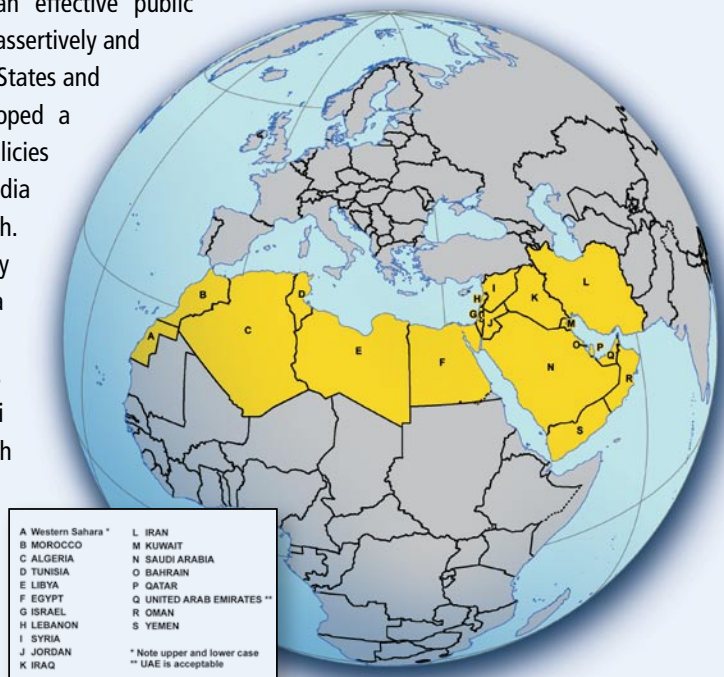 an effective public
assertively and
States and
oped a
licies
dia
h.
y
a
i
h
A
B
C
D
E
F
G
H
I
J
K
L
M
N
O
P
Q
R
S
A Western Sahara *
B MOROCCO
C ALGERIA
D TUNISIA
E LIBYA
F EGYPT
G ISRAEL
H LEBANON
I SYRIA
J JORDAN
K IRAQ
L IRAN
M KUWAIT
N SAUDI ARABIA
O BAHRAIN
P QATAR
Q UNITED ARAB EMIRATES **
R OMAN
S YEMEN
* Note upper and lower case
** UAE is acceptable